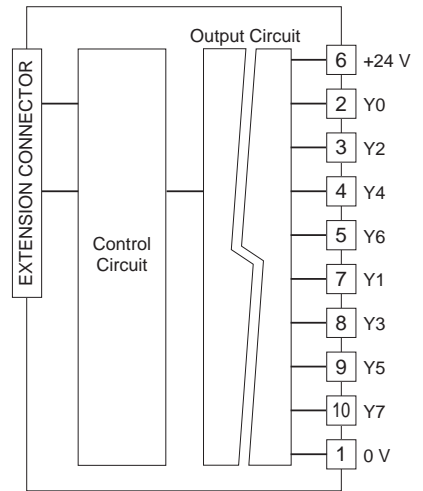 Output Circuit
EXTENSION CONNECTOR
Control
Circuit
6 +24 V
2 Y0
3 Y2
4 Y4
5 Y6
7 Y1
8 Y3
9 Y5
10 Y7
1 0 V